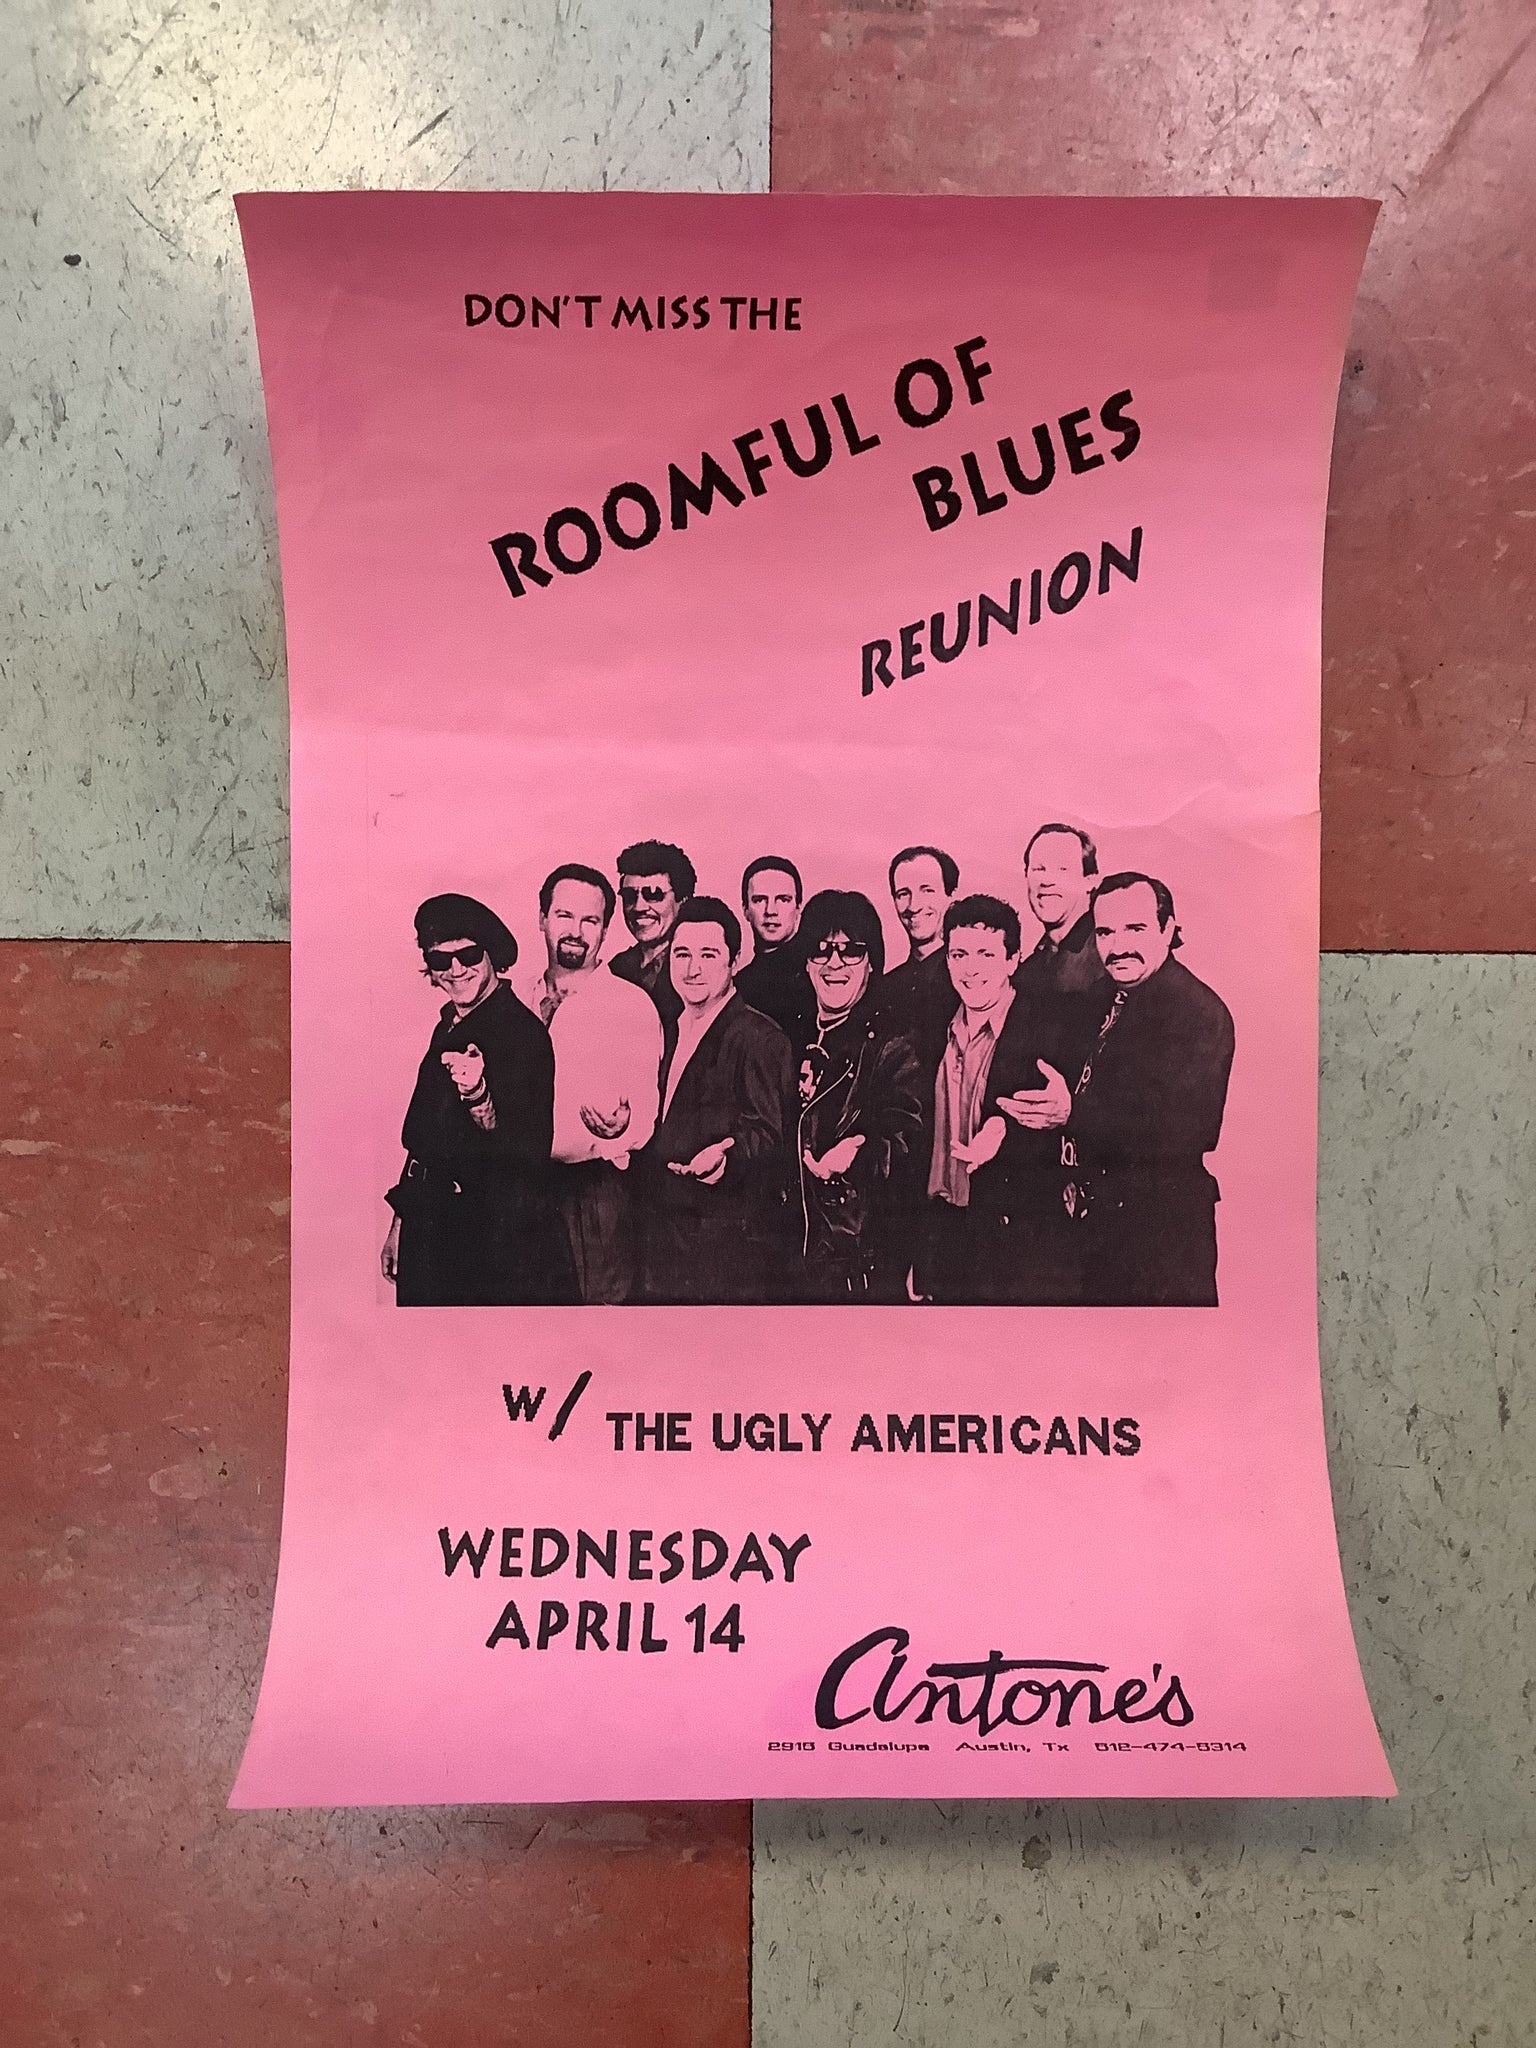 DON'T MISS THE
ROOMFUL OF
BLUES
REUNION
W/ THE UGLY AMERICANS
WEDNESDAY
APRIL 14
Antone's
2915 Guadalupe Austin, Tx 512-474-5314